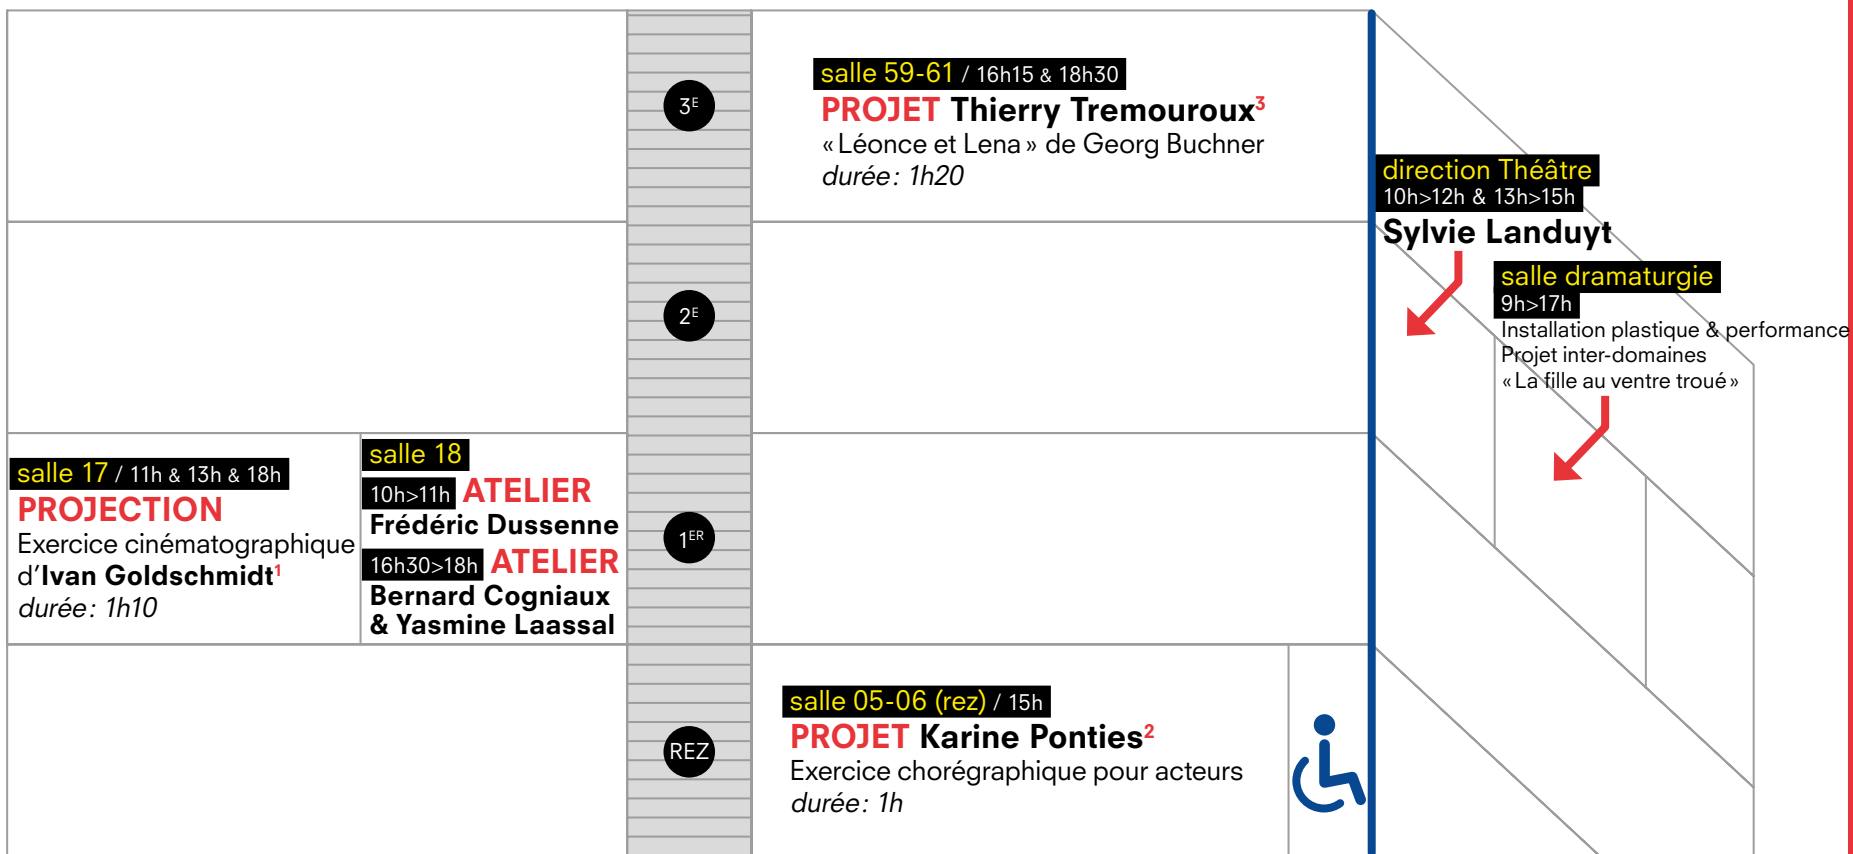 3E
salle 59-61 / 16h15 & 18h30
PROJET Thierry Tremouroux3
« Léonce et Lena » de Georg Buchner
durée : 1h20
direction Théâtre
10h>12h & 13h>15h
Sylvie Landuyt
salle dramaturgie
9h>17h
Installation plastique & performance
Projet inter-domaines
« La fille au ventre troué »
2E
salle 17 / 11h & 13h & 18h
PROJECTION
Exercice cinématographique
d'Ivan Goldschmidt1
durée : 1h10
salle 18
10h>11h ATELIER
Frédéric Dussenne
16h30>18h ATELIER
Bernard Cogniaux
& Yasmine Laassal
1ER
REZ
salle 05-06 (rez) / 15h
PROJET Karine Ponties2
Exercice chorégraphique pour acteurs
durée : 1h